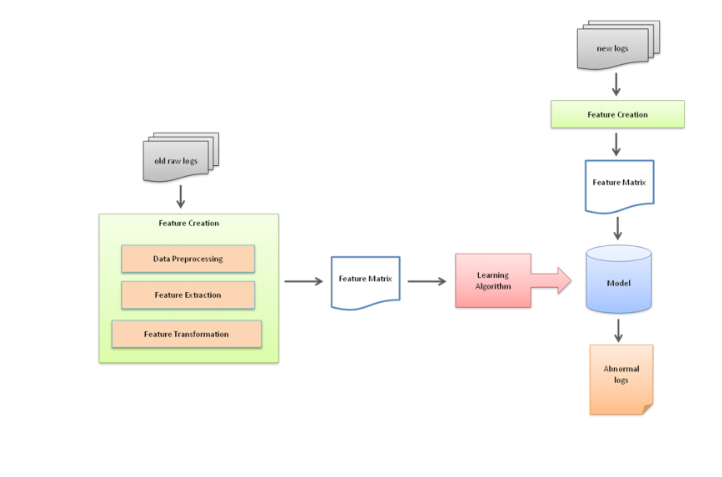 new logs
Feature Creation
old raw logs
Feature Matrix
Feature Creation
Data Preprocessing
Feature Extraction
Feature Transformation
Feature Matrix
Learning
Algorithm
Model
Abnormal
logs